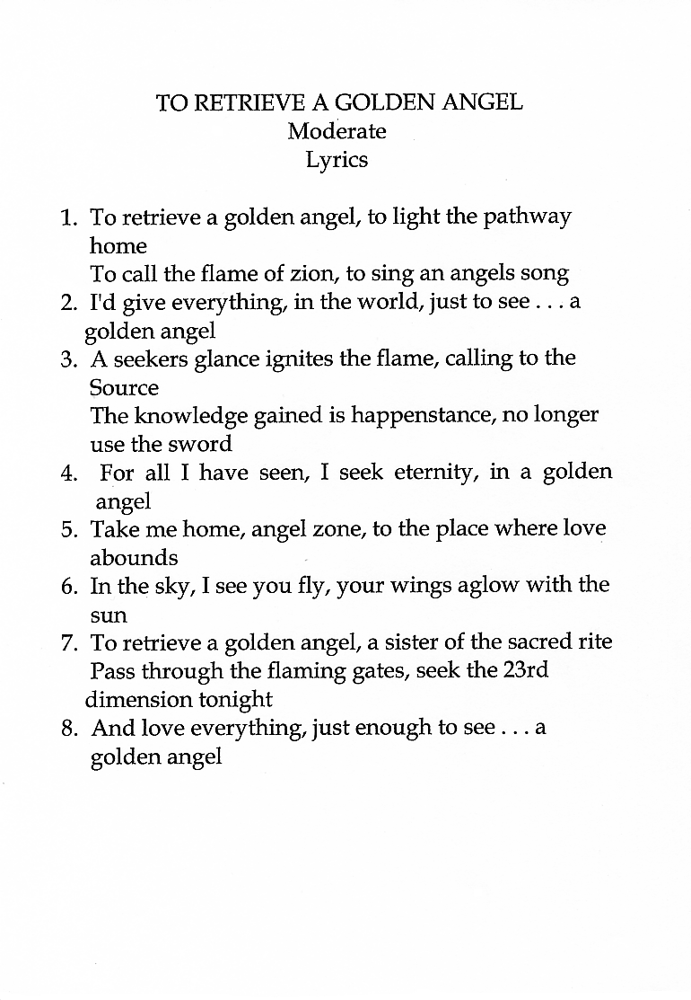 TO RETRIEVE A GOLDEN ANGEL
Moderate
Lyrics
1. To retrieve a golden angel, to light the pathway
home
To call the flame of zion, to sing an angels song
2. I'd give everything, in the world, just to see . . . a
golden angel
3. A seekers glance ignites the flame, calling to the
Source
The knowledge gained is happenstance, no longer
use the sword
4. For all I have seen, I seek eternity, in a golden
angel
5. Take me home, angel zone, to the place where love
abounds
6. In the sky, I see you fly, your wings aglow with the
sun
7. To retrieve a golden angel, a sister of the sacred rite
Pass through the flaming gates, seek the 23rd
dimension tonight
8. And love everything, just enough to see . . . a
golden angel